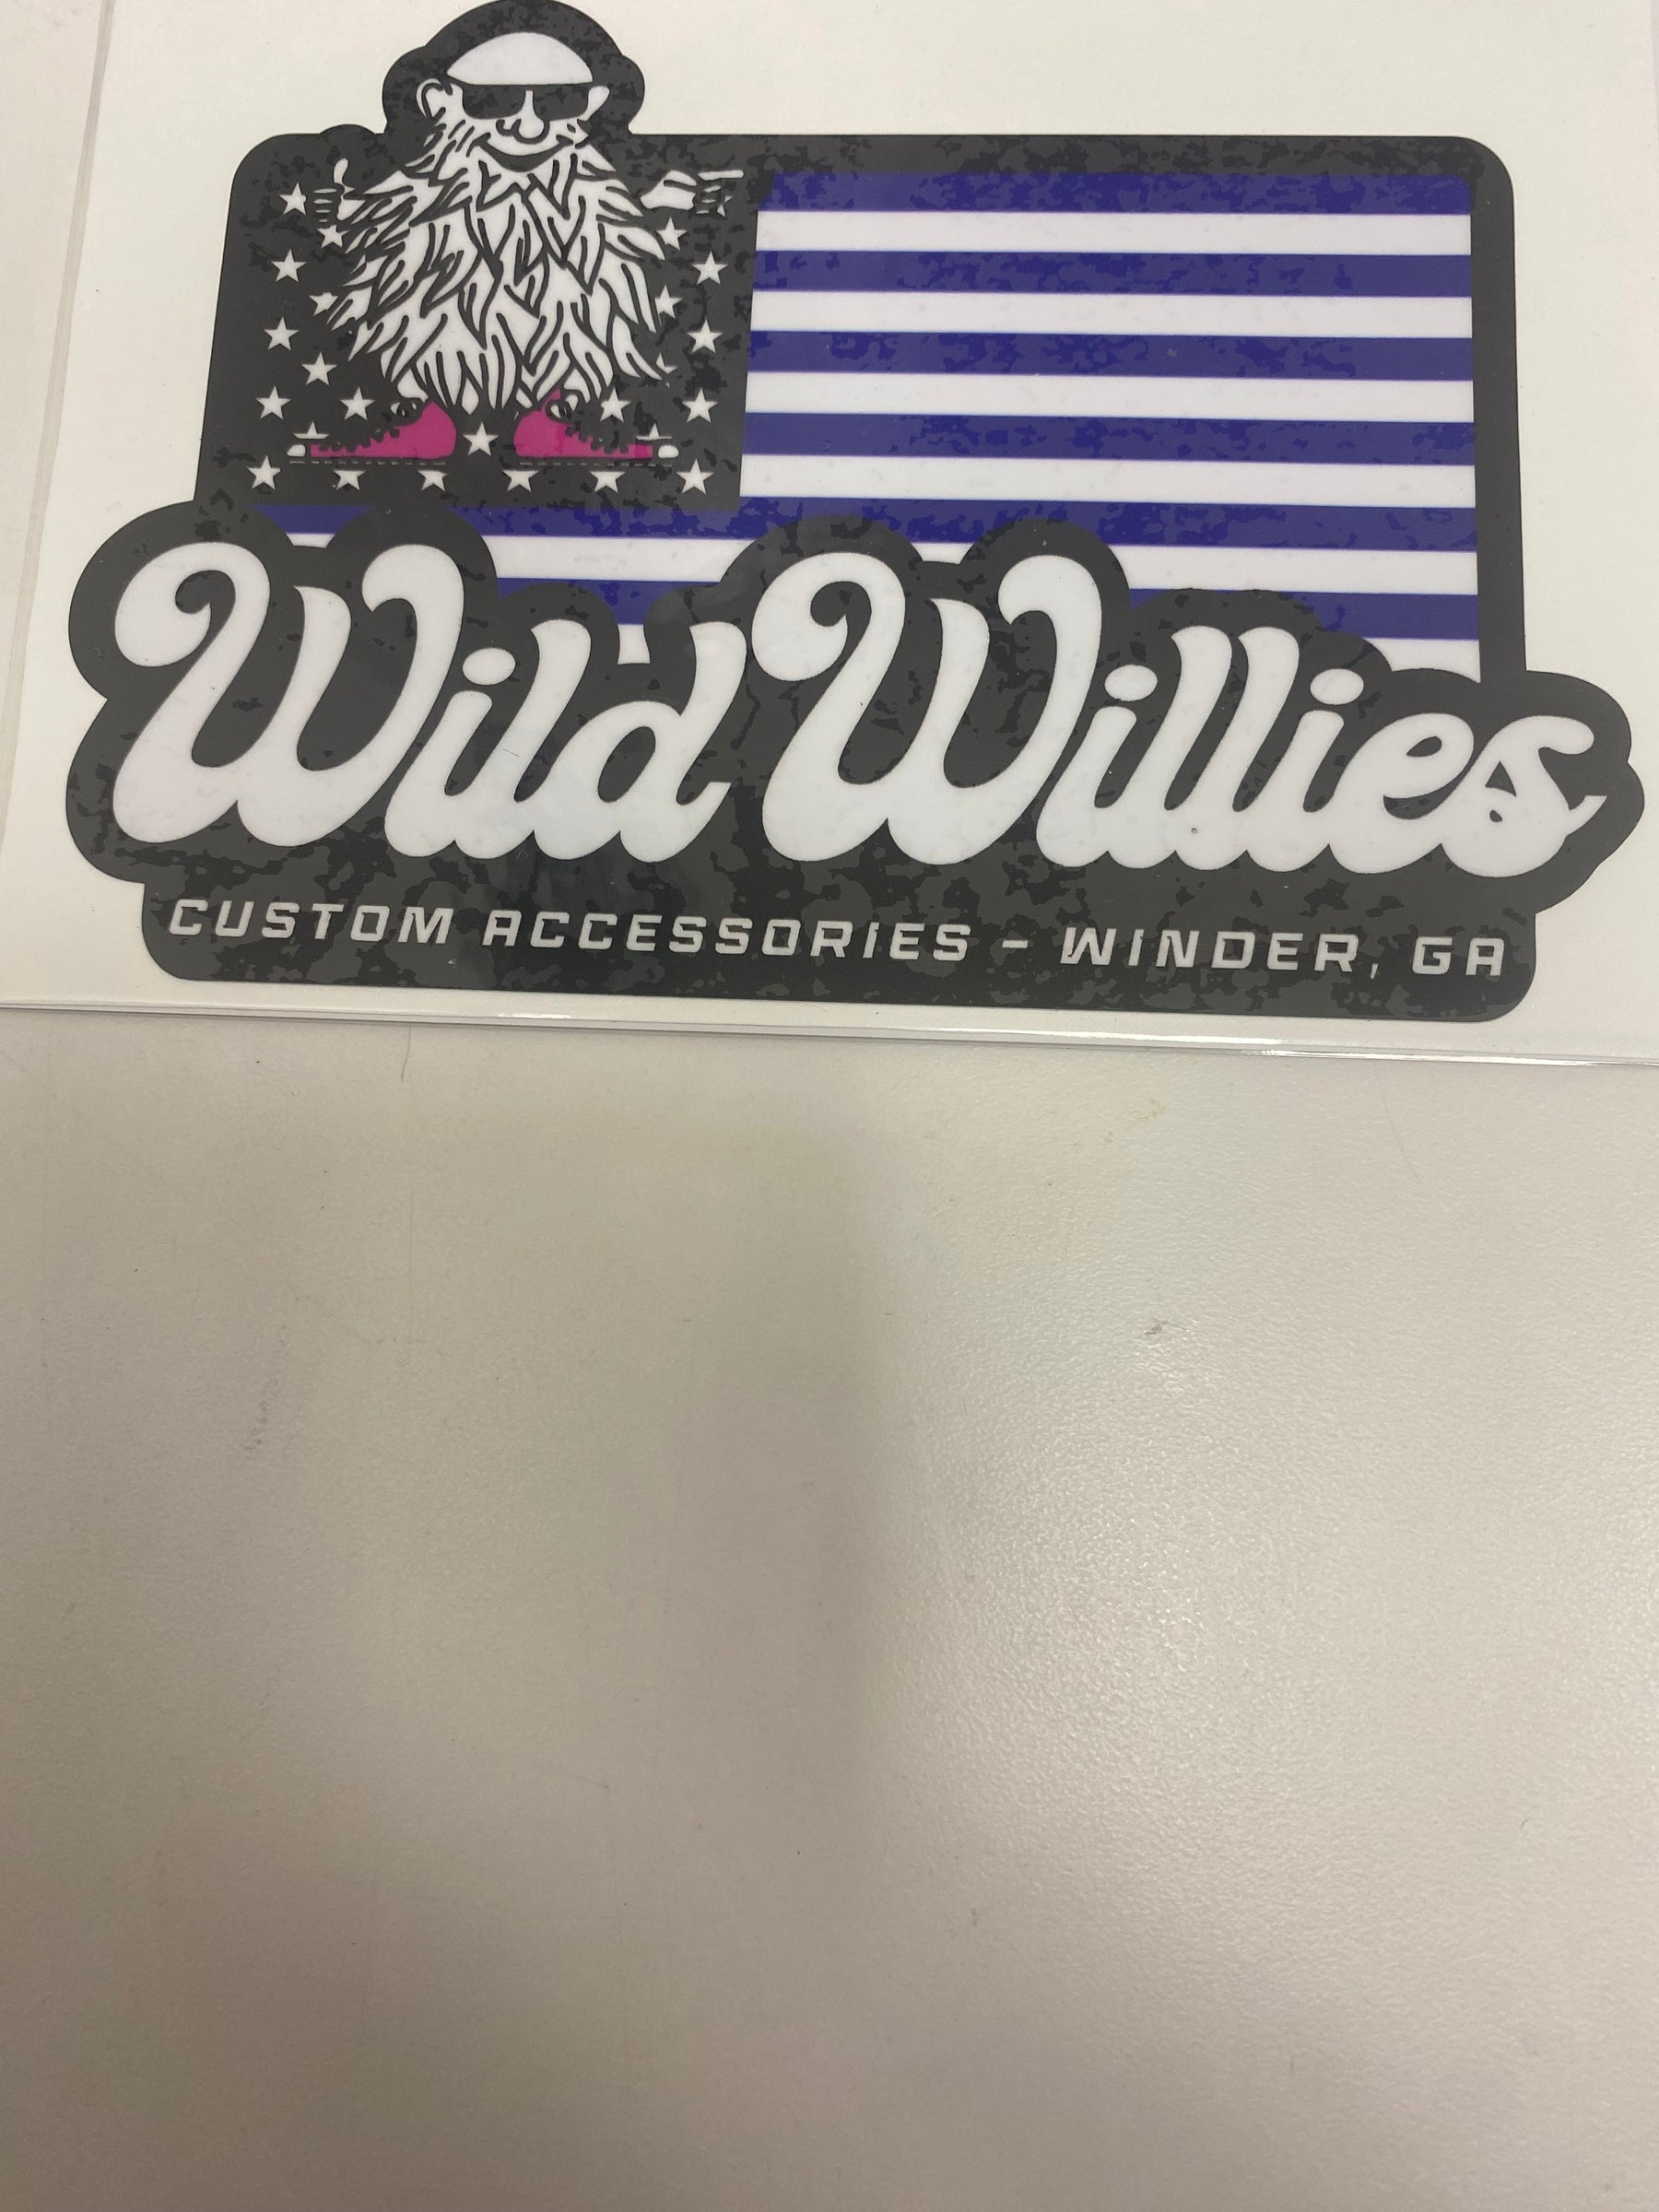 Wild Willies
CUSTOM ACCESSORIES - WINDER, GA